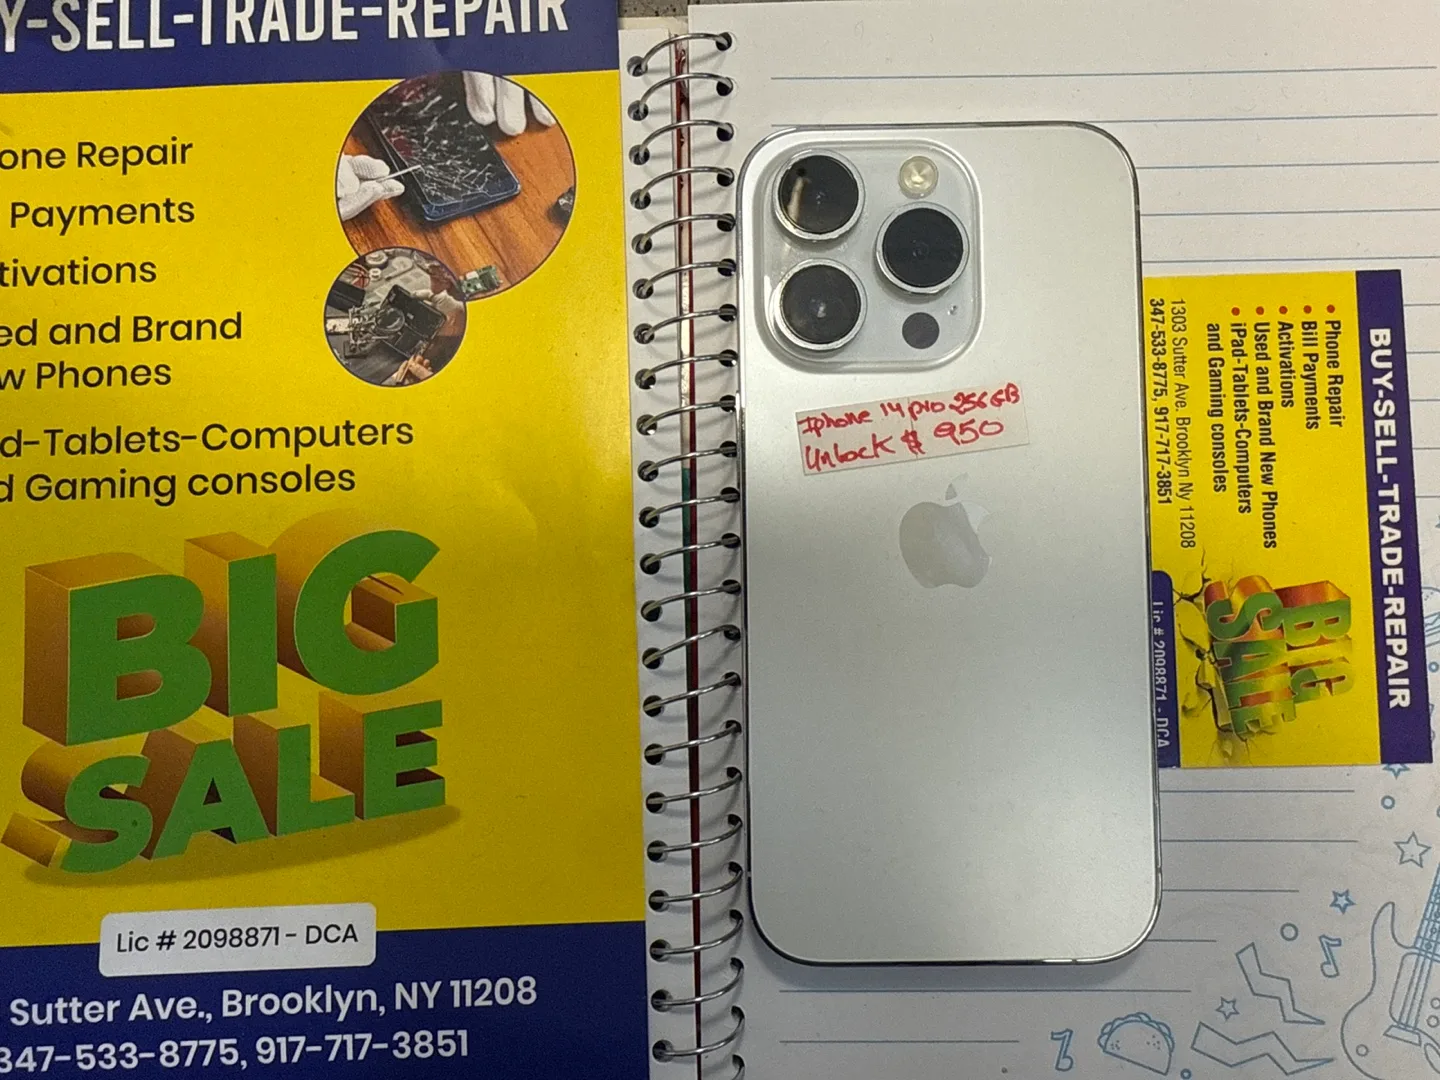 Y-SELL-TRADE-REPAIR
one Repair
Payments
tivations
ed and Brand
w Phones
d-Tablets-Computers
d Gaming consoles
BIG
SALE
Lic # 2098871 - DCA
Sutter Ave., Brooklyn, NY 11208
347-533-8775, 917-717-3851
Iphone 14 pro 256GB
Unlock $ 950
BUY-SELL-TRADE-REPAIR
• Phone Repair
• Bill Payments
• Activations
• Used and Brand New Phones
• iPad-Tablets-Computers
and Gaming consoles
1303 Sutter Ave. Brooklyn Ny 11208
347-533-8775, 917-717-3851
BIG
SALE
Lic # 2098871 - DCA